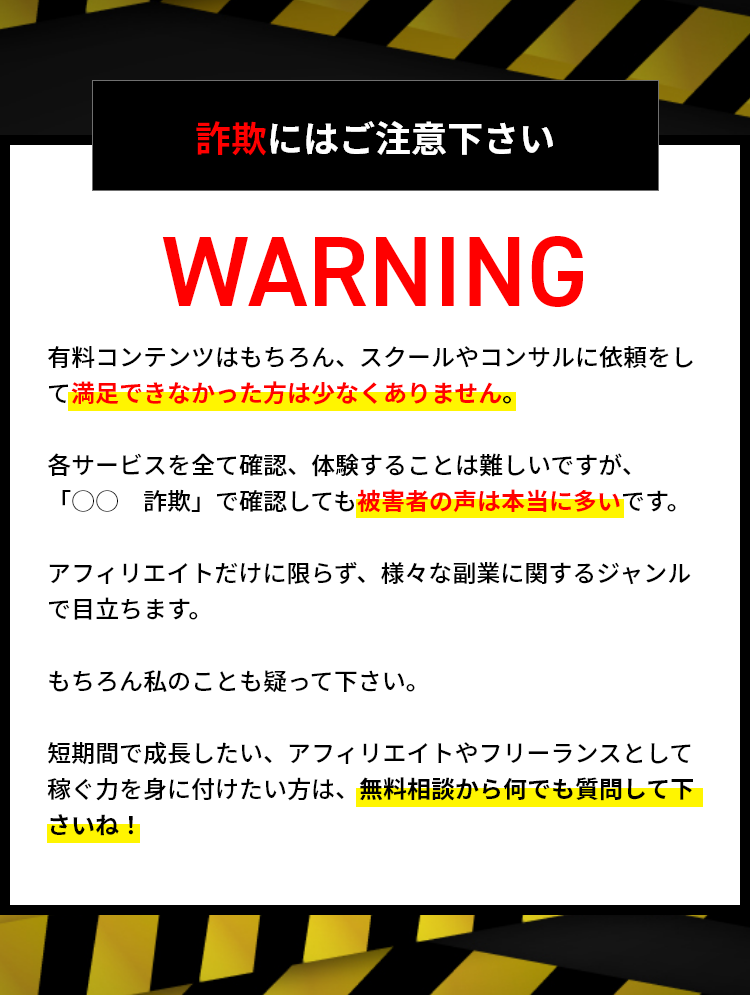 詐欺にはご注意下さい
WARNING
有料コンテンツはもちろん、スクールやコンサルに依頼をし
て満足できなかった方は少なくありません。
各サービスを全て確認、体験することは難しいですが、
「〇〇　詐欺」で確認しても被害者の声は本当に多いです。
アフィリエイトだけに限らず、様々な副業に関するジャンル
で目立ちます。
もちろん私のことも疑って下さい。
短期間で成長したい、アフィリエイトやフリーランスとして
稼ぐ力を身に付けたい方は、無料相談から何でも質問して下
さいね！